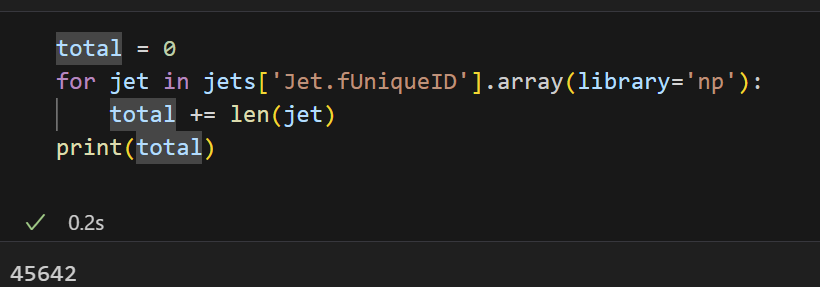 total = 0
for jet in jets['Jet.fUniqueID'].array(library='np'):
    total += len(jet)
print(total)
0.2s
45642